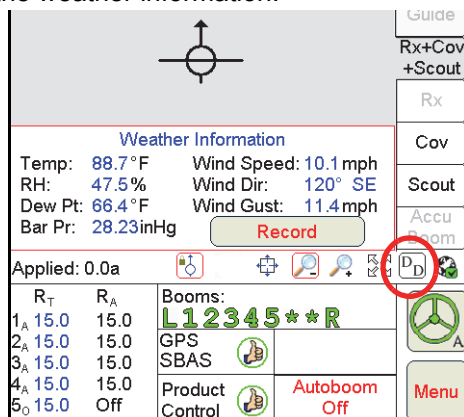 the weather information.
Guide
Rx+Cov
+Scout
Rx
Weather Information
Cov
Temp: 88.7°F Wind Speed: 10.1 mph
RH: 47.5% Wind Dir: 120° SE
Scout
Dew Pt: 66.4°F Wind Gust: 11.4 mph
Bar Pr: 28.23inHg Record
Accu
Boom
Applied: 0.0a
DD
RT RA Booms:
1A 15.0 15.0 L12345**R
2A 15.0 15.0 GPS
3A 15.0 15.0 SBAS
A
4A 15.0 15.0 Product Autoboom
5O 15.0 Off Control Off
Menu